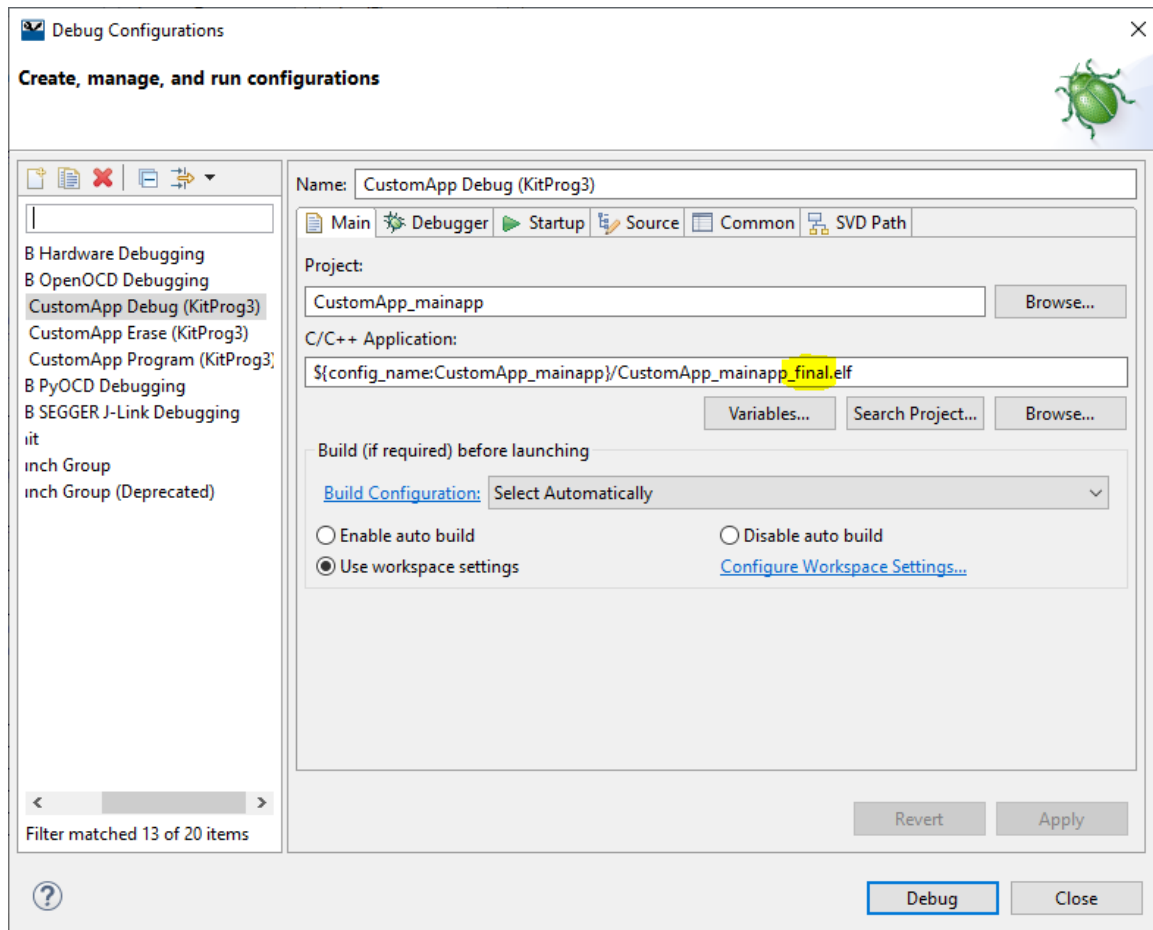 Debug Configurations
Create, manage, and run configurations
Name: CustomApp Debug (KitProg3)
Main Debugger Startup Source Common SVD Path
B Hardware Debugging
B OpenOCD Debugging
CustomApp Debug (KitProg3)
CustomApp Erase (KitProg3)
CustomApp Program (KitProg3)
B PyOCD Debugging
B SEGGER J-Link Debugging
ıit
ınch Group
ınch Group (Deprecated)
Filter matched 13 of 20 items
Project:
CustomApp_mainapp Browse...
C/C++ Application:
${config_name:CustomApp_mainapp}/CustomApp_mainapp_final.elf
Variables... Search Project... Browse...
Build (if required) before launching
Build Configuration: Select Automatically
Enable auto build Disable auto build
Use workspace settings Configure Workspace Settings...
Revert Apply
? Debug Close